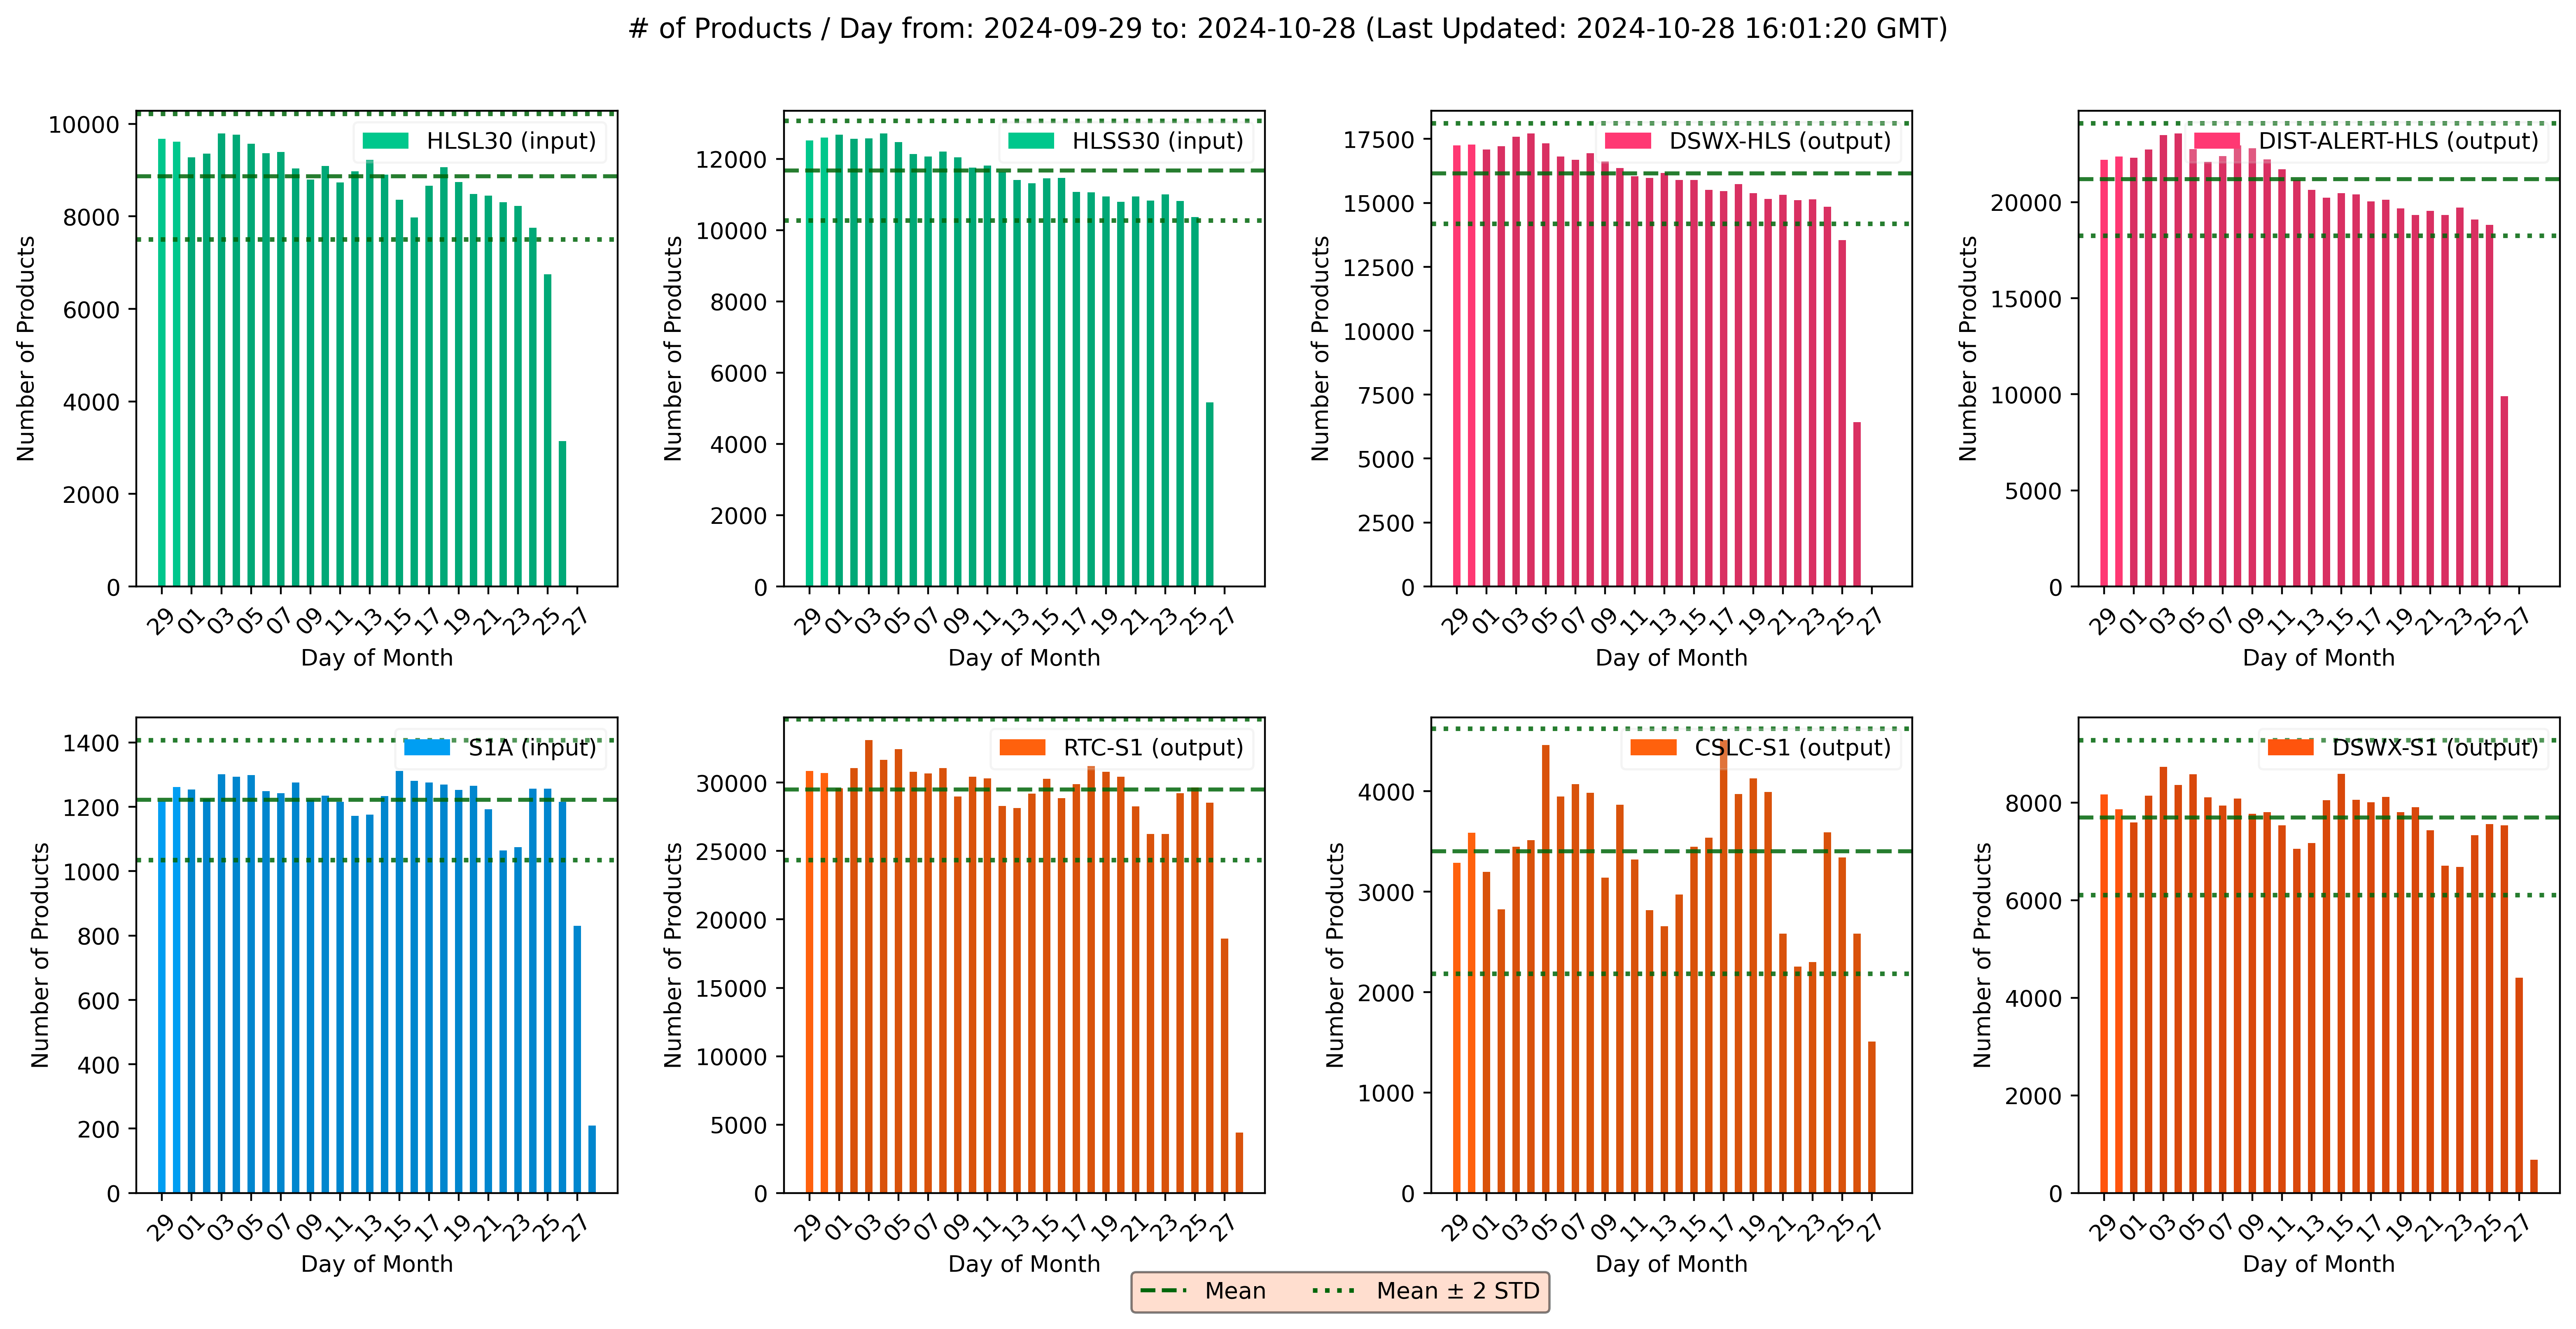 # of Products / Day from: 2024-09-29 to: 2024-10-28 (Last Updated: 2024-10-28 16:01:20 GMT)
HLSL30 (input)
Number of Products
10000
8000
6000
4000
2000
0
29 01 03 05 07 09 11 13 15 17 19 21 23 25 27
Day of Month
HLSS30 (input)
Number of Products
12000
10000
8000
6000
4000
2000
0
29 01 03 05 07 09 11 13 15 17 19 21 23 25 27
Day of Month
DSWX-HLS (output)
Number of Products
17500
15000
12500
10000
7500
5000
2500
0
29 01 03 05 07 09 11 13 15 17 19 21 23 25 27
Day of Month
DIST-ALERT-HLS (output)
Number of Products
20000
15000
10000
5000
0
29 01 03 05 07 09 11 13 15 17 19 21 23 25 27
Day of Month
S1A (input)
Number of Products
1400
1200
1000
800
600
400
200
0
29 01 03 05 07 09 11 13 15 17 19 21 23 25 27
Day of Month
RTC-S1 (output)
Number of Products
30000
25000
20000
15000
10000
5000
0
29 01 03 05 07 09 11 13 15 17 19 21 23 25 27
Day of Month
CSLC-S1 (output)
Number of Products
4000
3000
2000
1000
0
29 01 03 05 07 09 11 13 15 17 19 21 23 25 27
Day of Month
DSWX-S1 (output)
Number of Products
8000
6000
4000
2000
0
29 01 03 05 07 09 11 13 15 17 19 21 23 25 27
Day of Month
Mean
Mean ± 2 STD